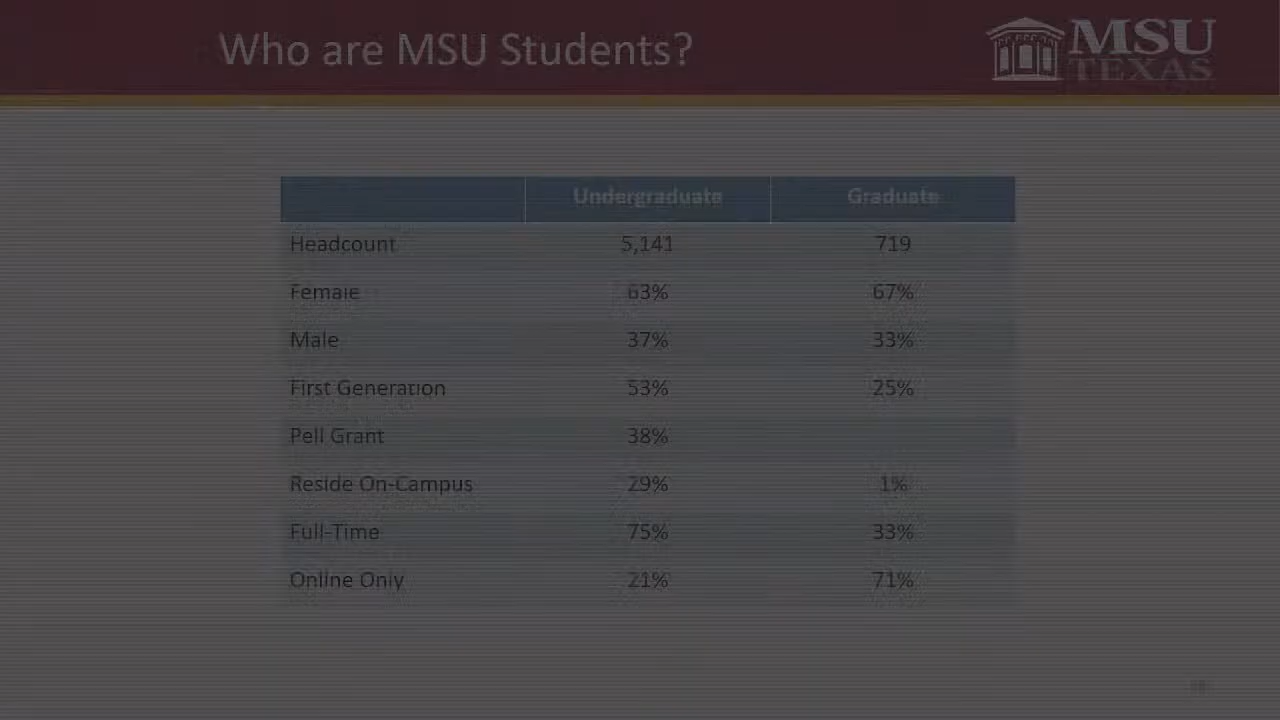 Who are MSU Students?
MSU
TEXAS
Undergraduate Graduate
Headcount 5,141 719
Female 63% 67%
Male 37% 33%
First Generation 53% 25%
Pell Grant 38%
Reside On-Campus 29% 1%
Full-Time 75% 33%
Online Only 21% 71%